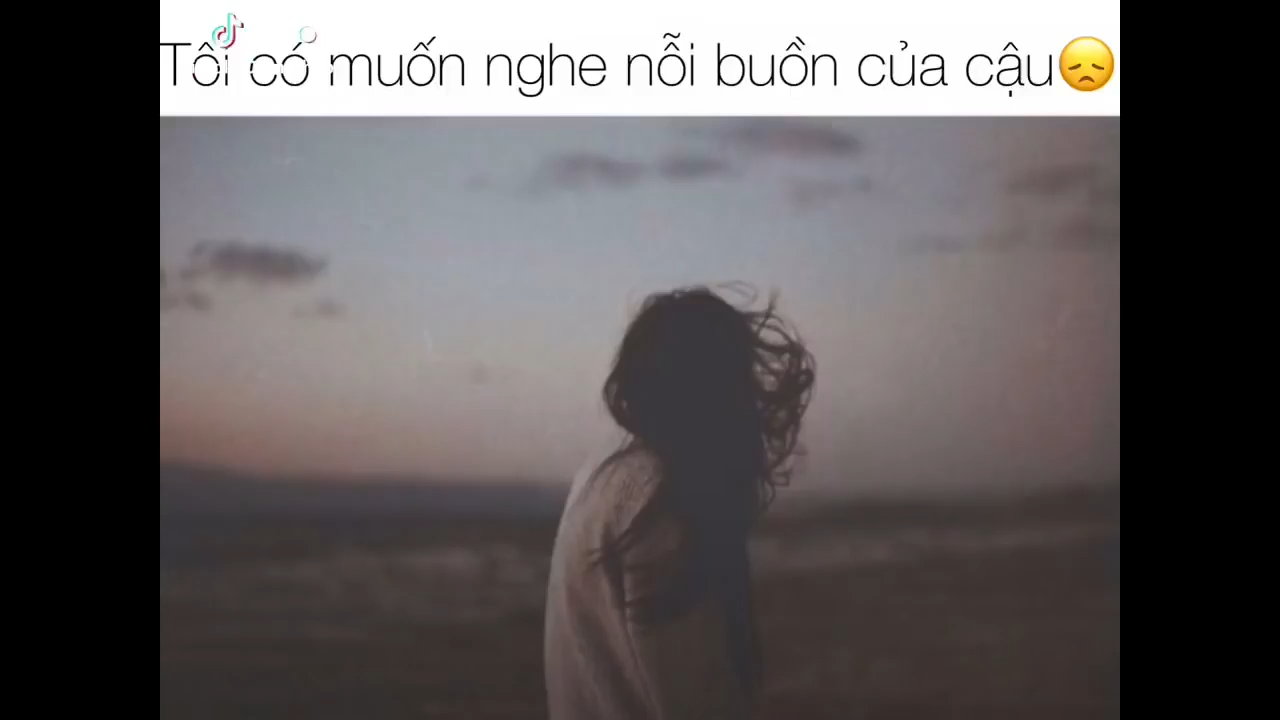 Tôi có muốn nghe nỗi buồn của cậu😞